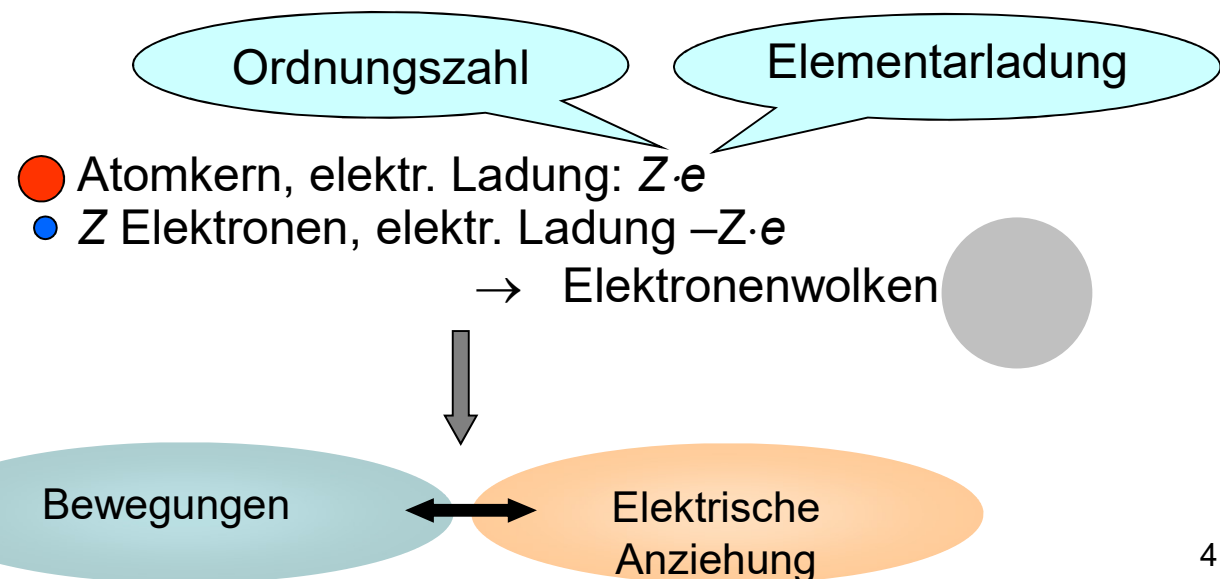 Ordnungszahl
Elementarladung
Atomkern, elektr. Ladung: Z·e
Z Elektronen, elektr. Ladung –Z·e
→ Elektronenwolken
Bewegungen
Elektrische
Anziehung
4